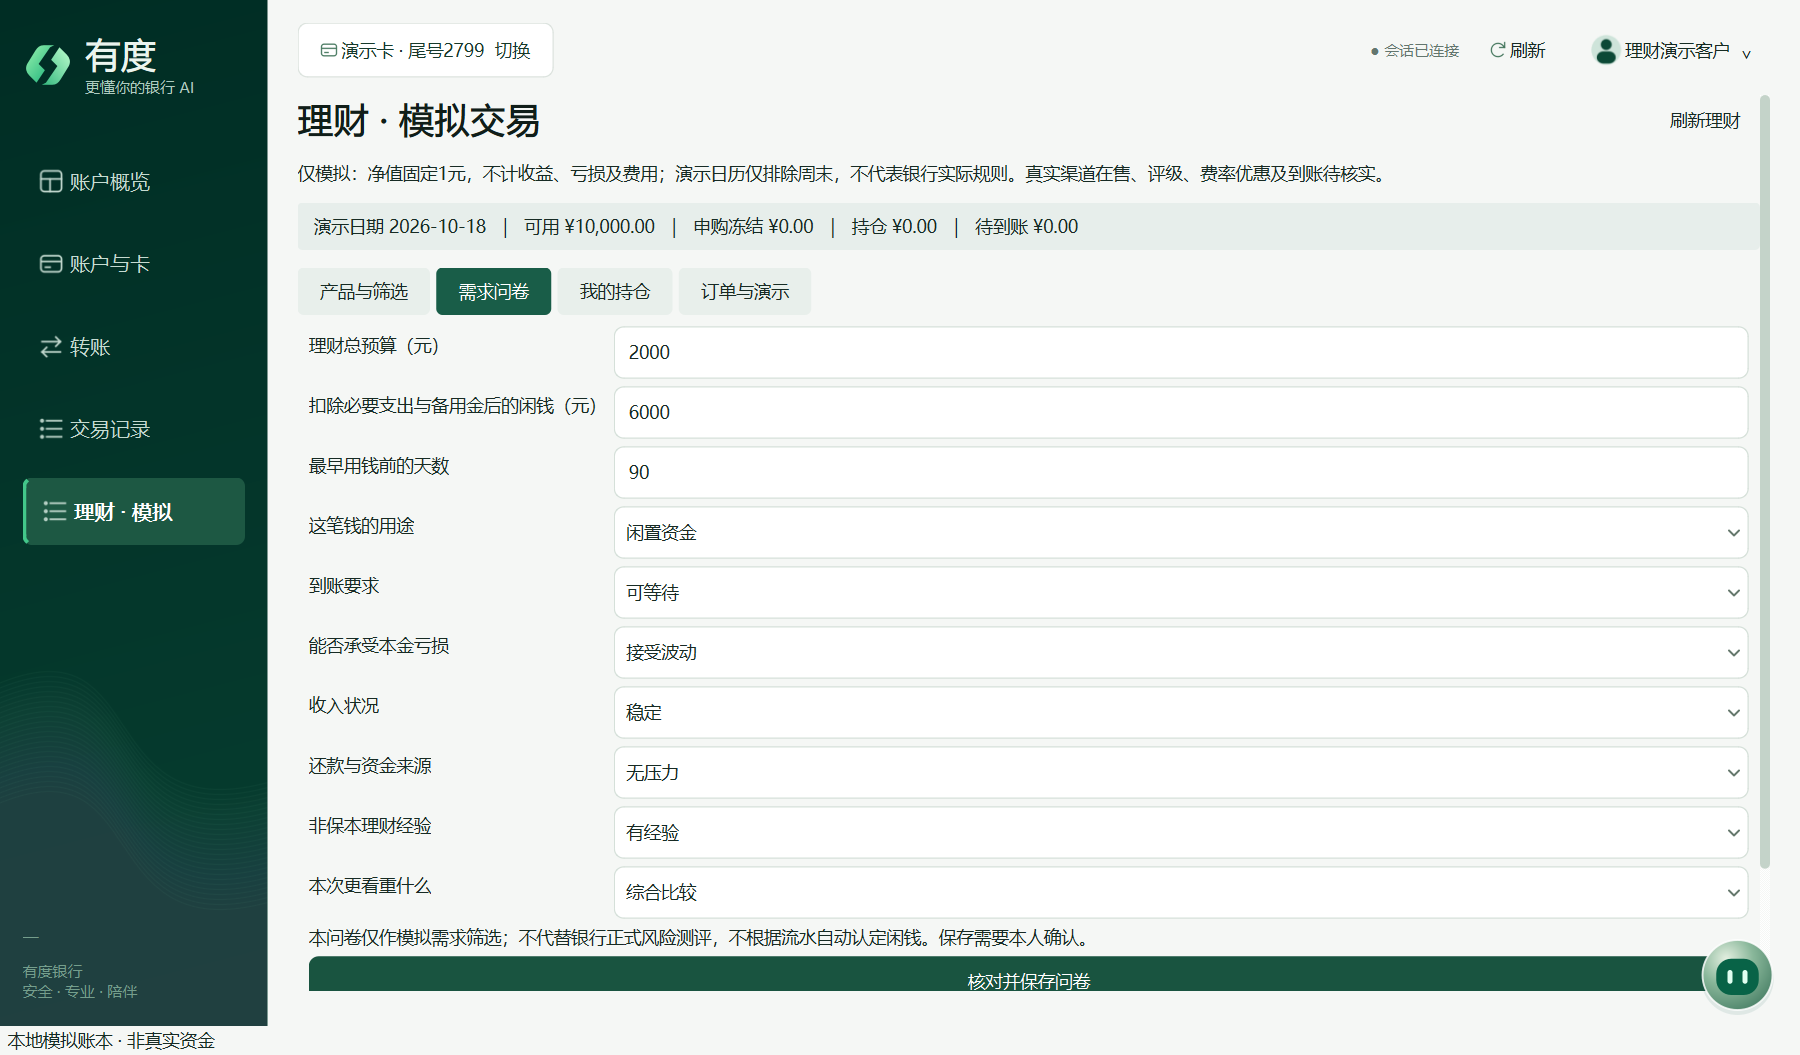 有度
更懂你的银行 AI
账户概览
账户与卡
转账
交易记录
理财 · 模拟
—
有度银行
安全 · 专业 · 陪伴
本地模拟账本 · 非真实资金
演示卡 · 尾号2799 切换
会话已连接
刷新
理财演示客户
理财 · 模拟交易
刷新理财
仅模拟：净值固定1元，不计收益、亏损及费用；演示日历仅排除周末，不代表银行实际规则。真实渠道在售、评级、费率优惠及到账待核实。
演示日期 2026-10-18 | 可用 ¥10,000.00 | 申购冻结 ¥0.00 | 持仓 ¥0.00 | 待到账 ¥0.00
产品与筛选 需求问卷 我的持仓 订单与演示
理财总预算（元） 2000
扣除必要支出与备用金后的闲钱（元） 6000
最早用钱前的天数 90
这笔钱的用途 闲置资金
到账要求 可等待
能否承受本金亏损 接受波动
收入状况 稳定
还款与资金来源 无压力
非保本理财经验 有经验
本次更看重什么 综合比较
本问卷仅作模拟需求筛选；不代替银行正式风险测评，不根据流水自动认定闲钱。保存需要本人确认。
核对并保存问卷